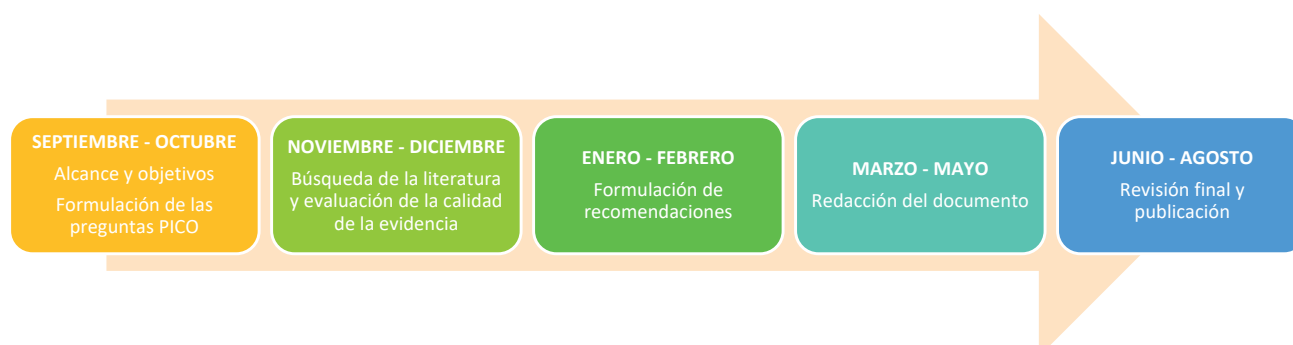 SEPTIEMBRE - OCTUBRE
Alcance y objetivos
Formulación de las
preguntas PICO
NOVIEMBRE - DICIEMBRE
Búsqueda de la literatura
y evaluación de la calidad
de la evidencia
ENERO - FEBRERO
Formulación de
recomendaciones
MARZO - MAYO
Redacción del documento
JUNIO - AGOSTO
Revisión final y
publicación